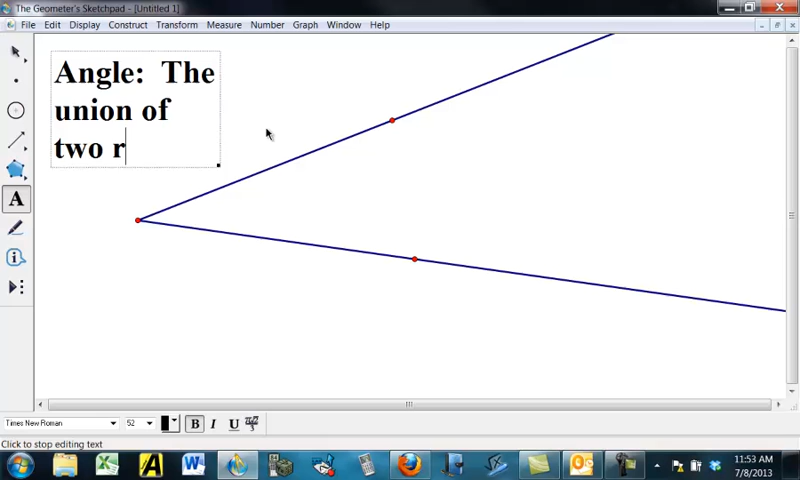 The Geometer's Sketchpad - [Untitled 1]
File Edit Display Construct Transform Measure Number Graph Window Help
Angle: The
union of
two r
A
Times New Roman 52 B I U
Click to stop editing text
11:53 AM
7/8/2013